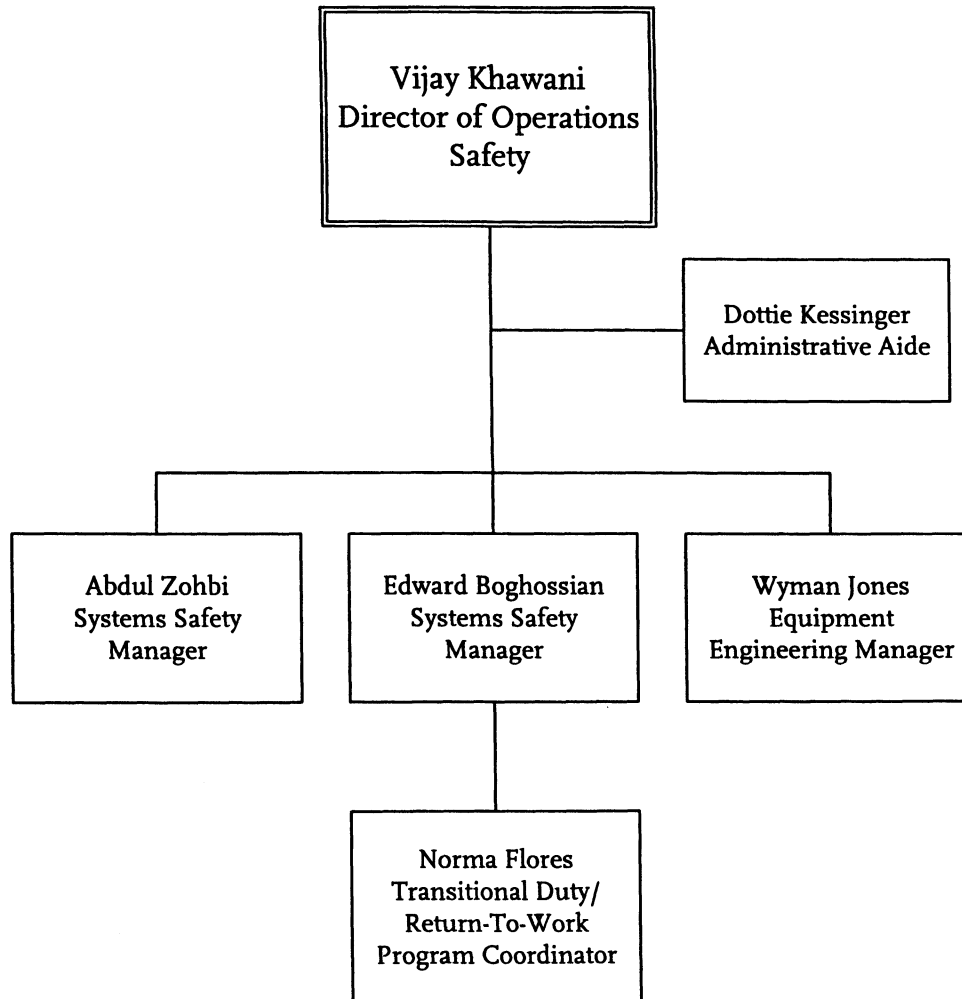 Vijay Khawani
Director of Operations
Safety
Dottie Kessinger
Administrative Aide
Abdul Zohbi
Systems Safety
Manager
Edward Boghossian
Systems Safety
Manager
Wyman Jones
Equipment
Engineering Manager
Norma Flores
Transitional Duty/
Return-To-Work
Program Coordinator